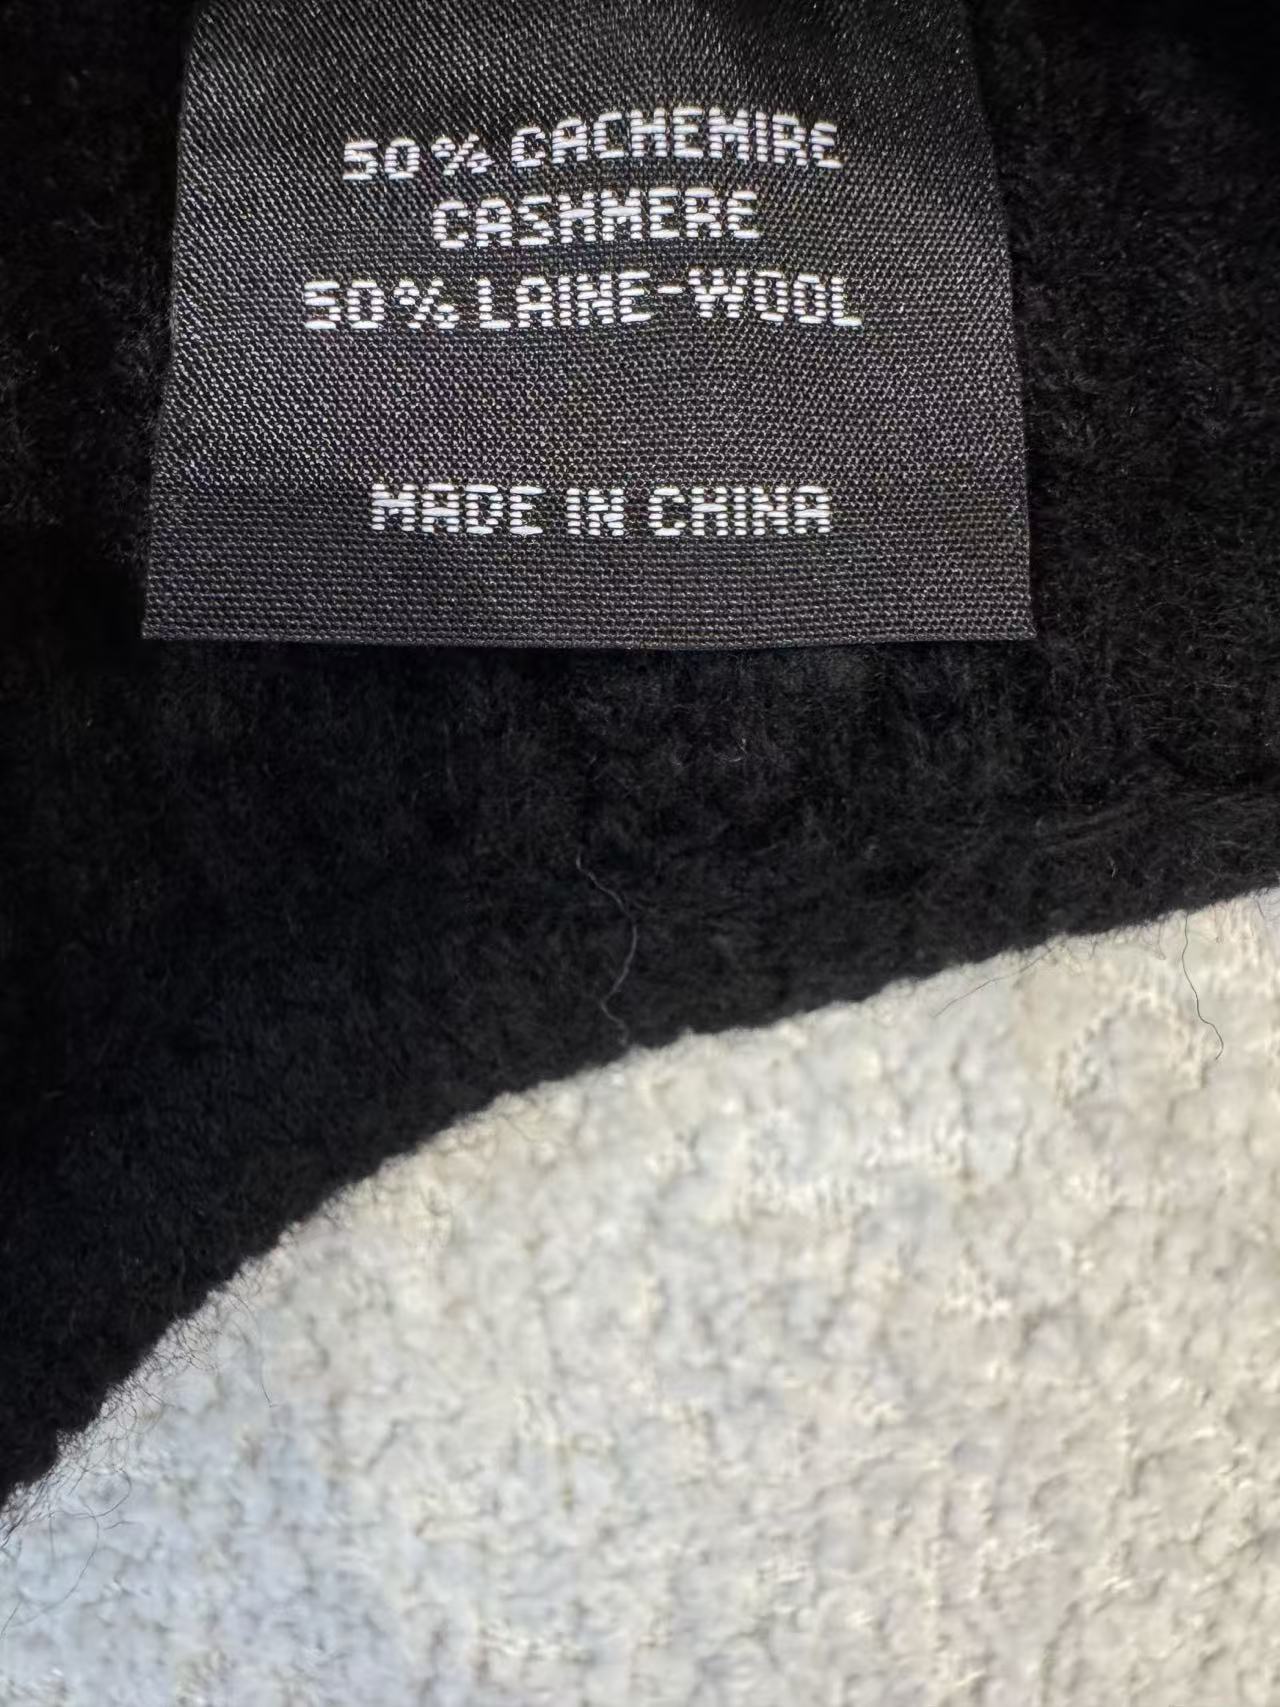 50% CACHEMIRE
CASHMERE
50% LAINE-WOOL
MADE IN CHINA